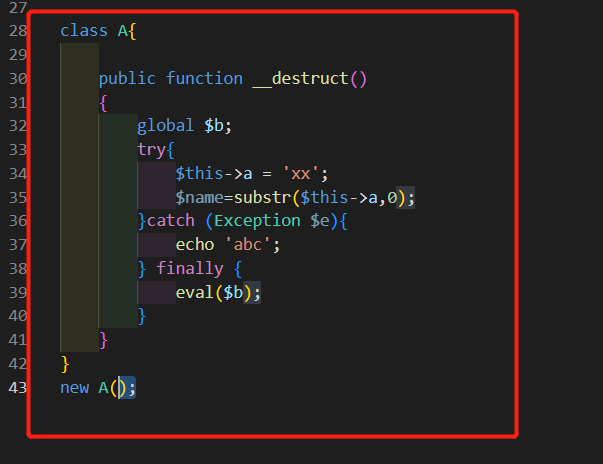 27
28 class A{
29
30 public function __destruct()
31 {
32 global $b;
33 try{
34 $this->a = 'xx';
35 $name=substr($this->a,0);
36 }catch (Exception $e){
37 echo 'abc';
38 } finally {
39 eval($b);
40 }
41 }
42 }
43 new A();